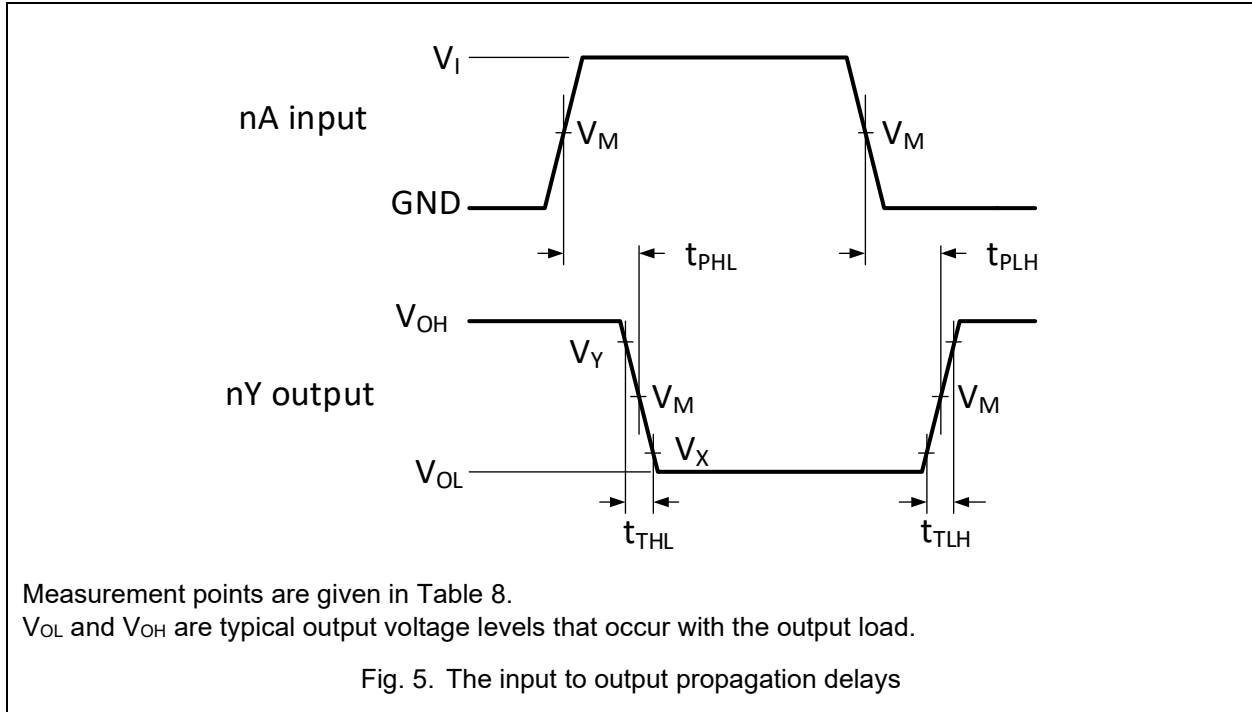 V_I
nA input
V_M
V_M
GND
t_PHL
t_PLH
V_OH
V_Y
nY output
V_M
V_M
V_X
V_OL
t_THL
t_TLH
Measurement points are given in Table 8.
V_OL and V_OH are typical output voltage levels that occur with the output load.
Fig. 5. The input to output propagation delays